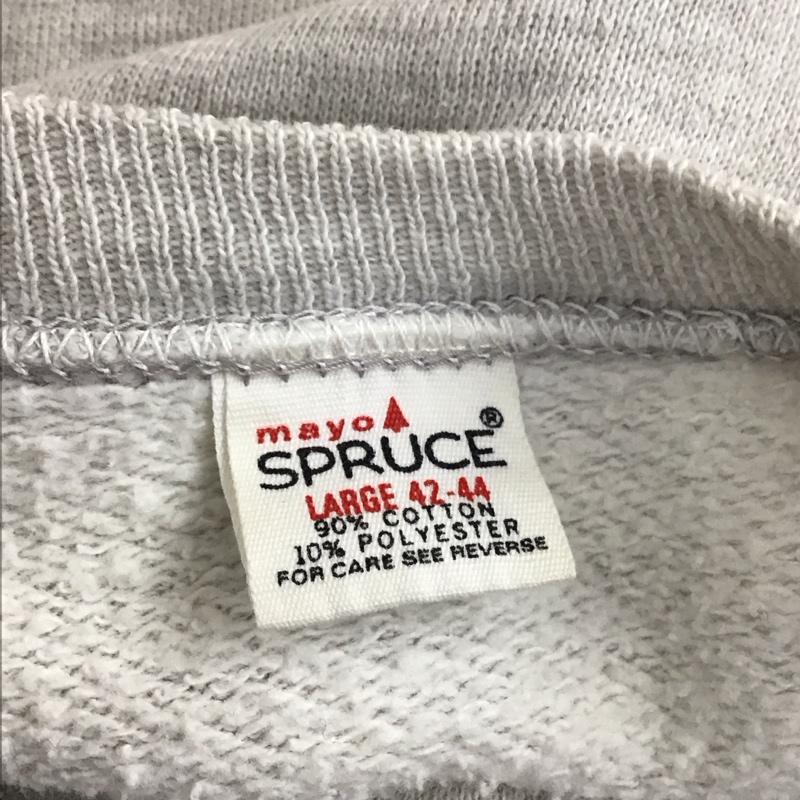 mayo
SPRUCE®
LARGE 42-44
90% COTTON
10% POLYESTER
FOR CARE SEE REVERSE